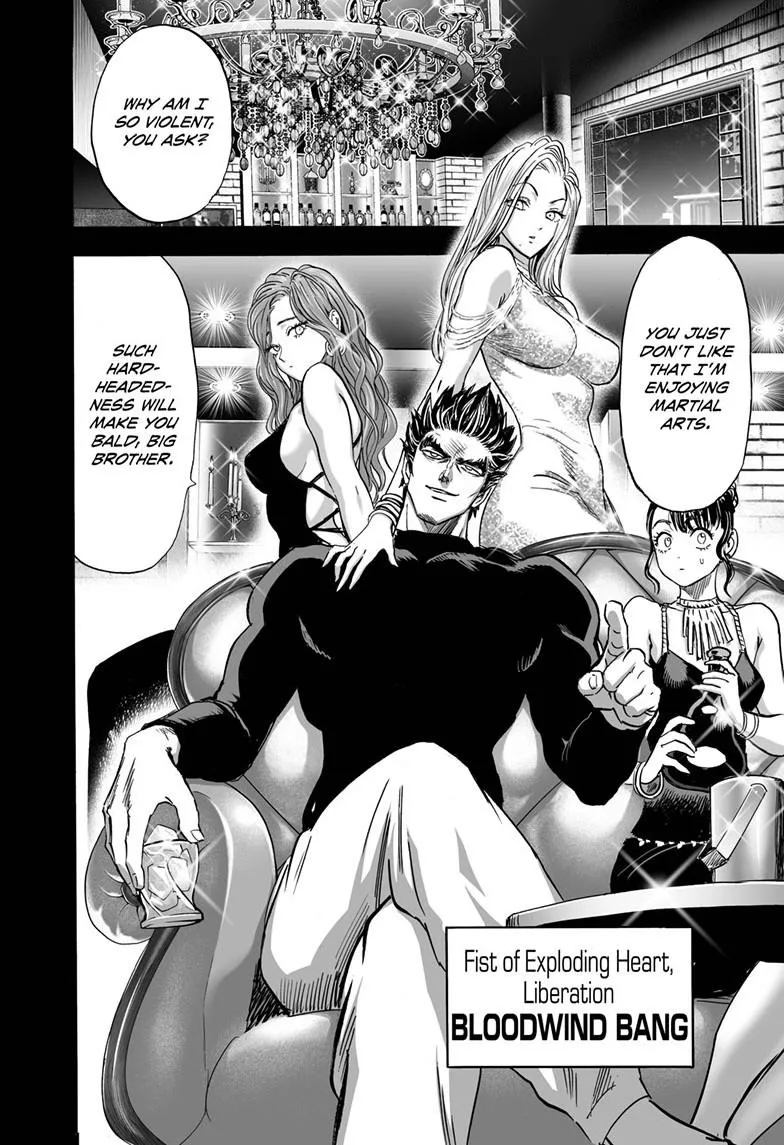 WHY AM I
SO VIOLENT,
YOU ASK?
YOU JUST
DON'T LIKE
THAT I'M
ENJOYING
MARTIAL
ARTS.
SUCH
HARD-
HEADED-
NESS WILL
MAKE YOU
BALD, BIG
BROTHER.
Fist of Exploding Heart,
Liberation
BLOODWIND BANG